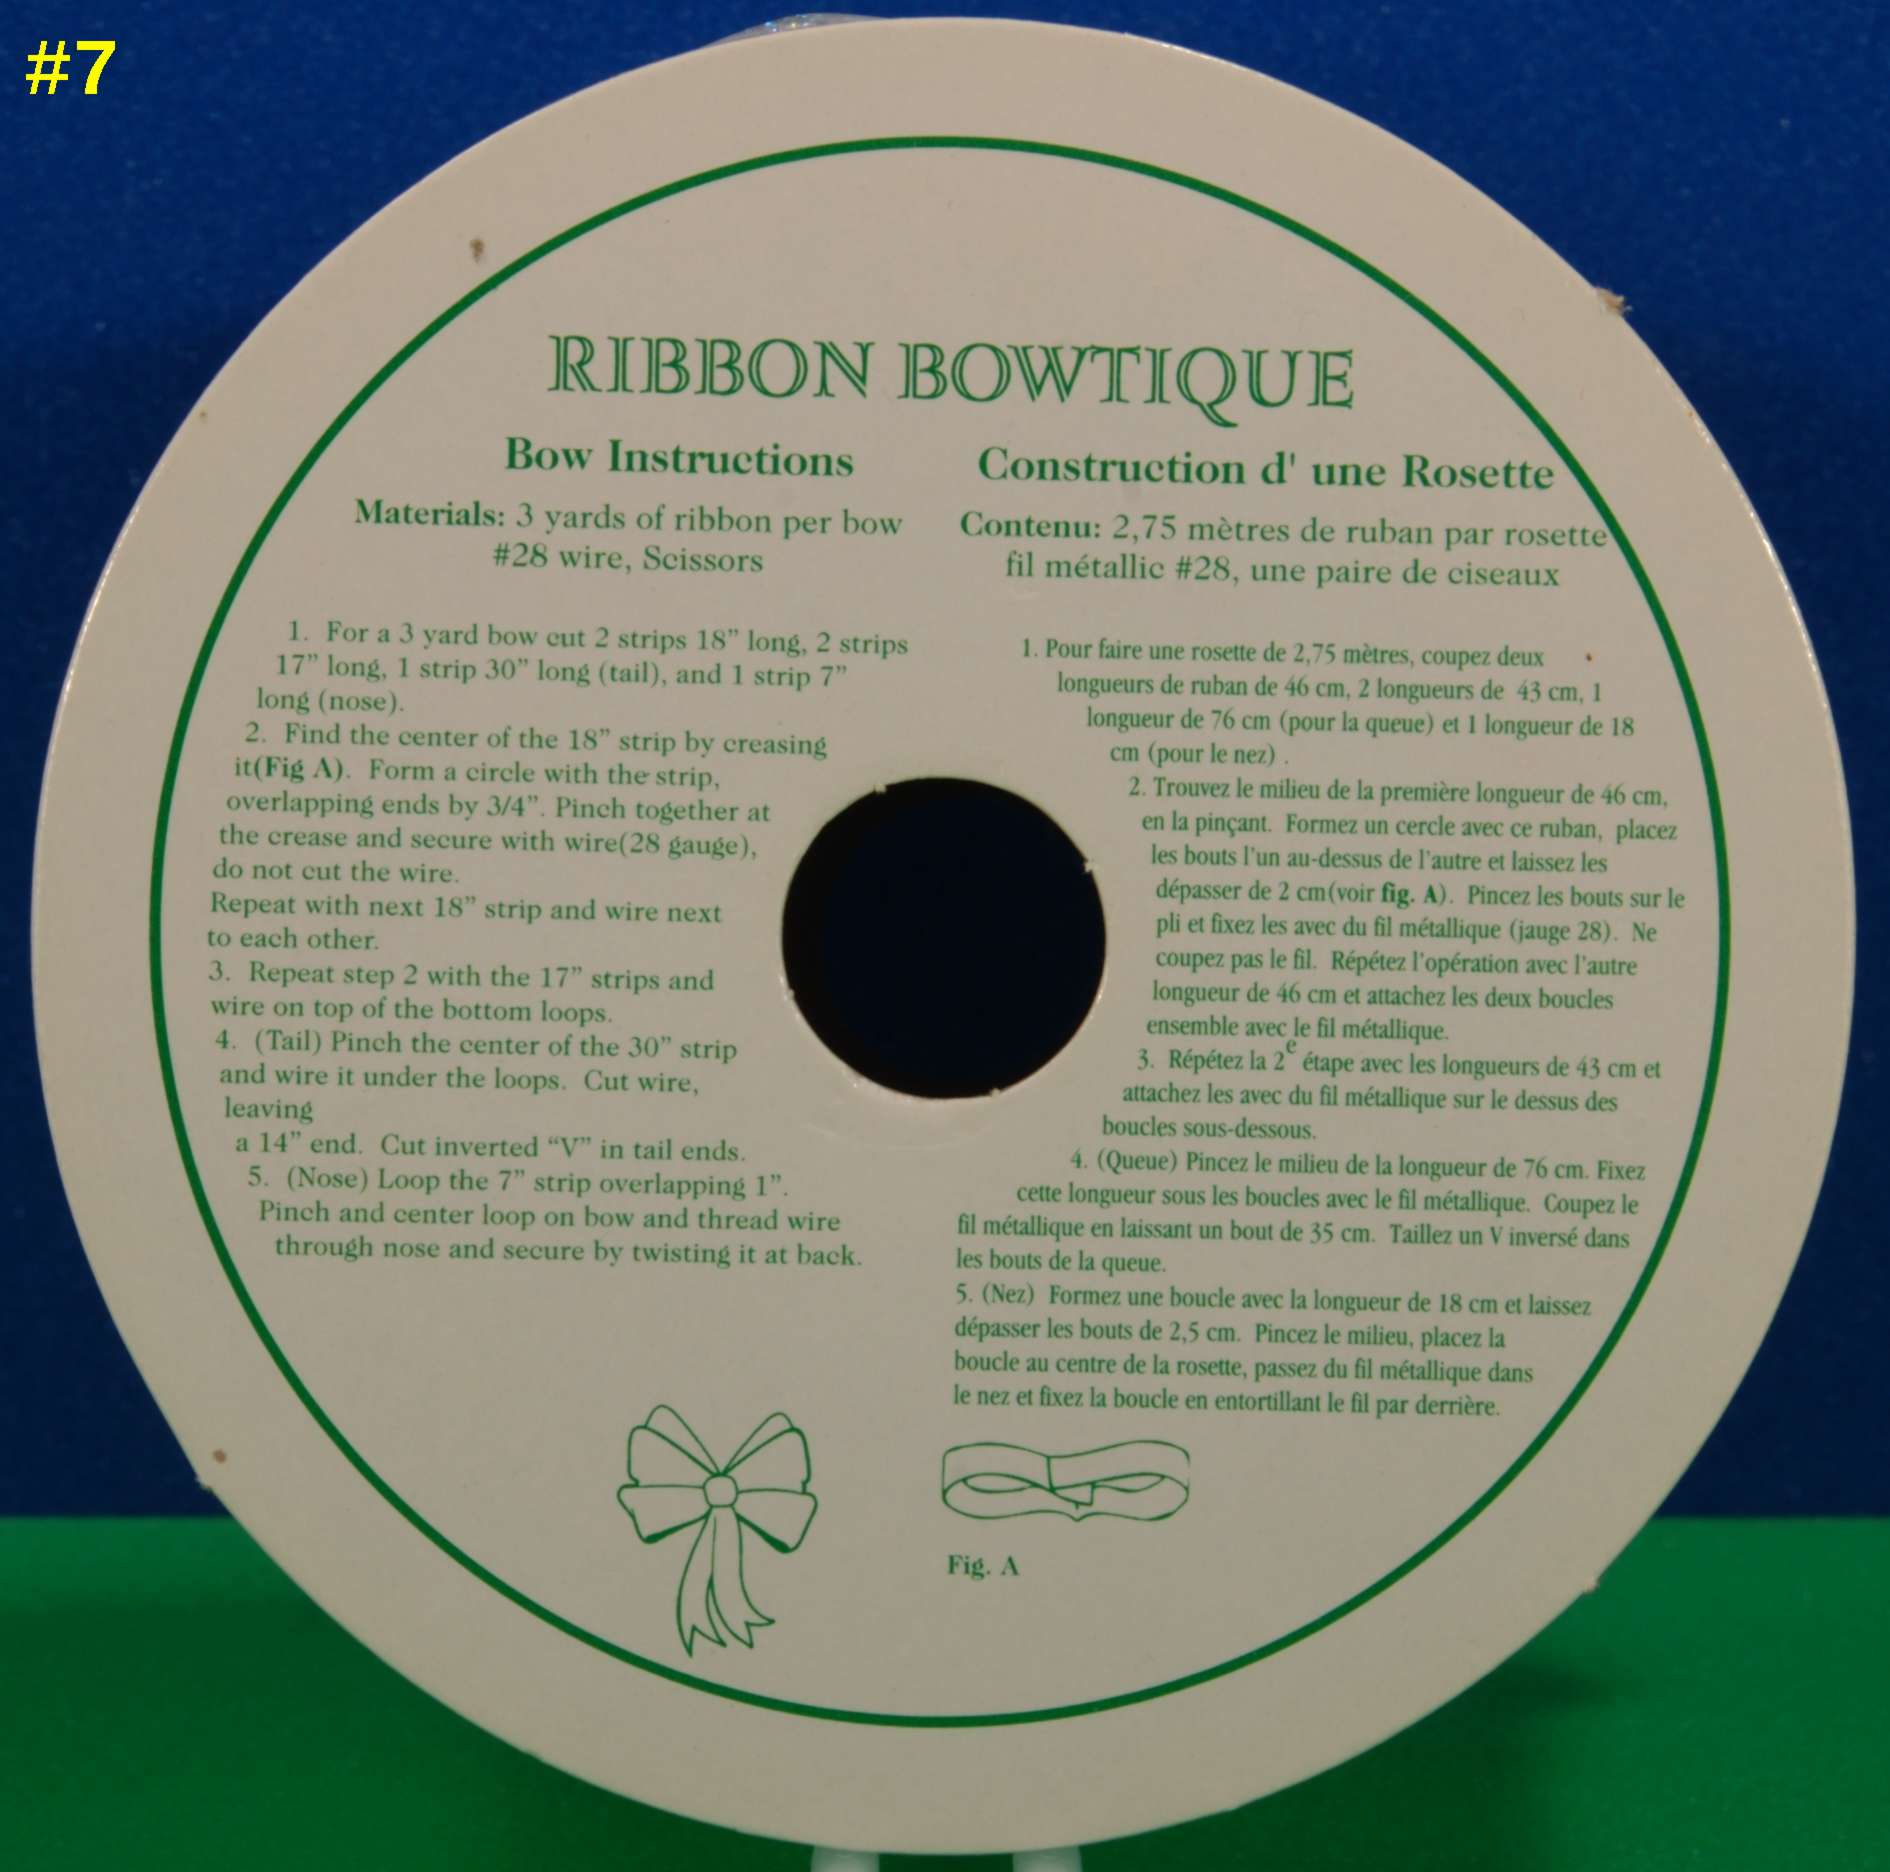 #7
RIBBON BOWTIQUE
Bow Instructions
Materials: 3 yards of ribbon per bow
#28 wire, Scissors
1. For a 3 yard bow cut 2 strips 18” long, 2 strips
17” long, 1 strip 30” long (tail), and 1 strip 7”
long (nose).
2. Find the center of the 18” strip by creasing
it(Fig A). Form a circle with the strip,
overlapping ends by 3/4”. Pinch together at
the crease and secure with wire(28 gauge),
do not cut the wire.
Repeat with next 18” strip and wire next
to each other.
3. Repeat step 2 with the 17” strips and
wire on top of the bottom loops.
4. (Tail) Pinch the center of the 30” strip
and wire it under the loops. Cut wire,
leaving
a 14” end. Cut inverted “V” in tail ends.
5. (Nose) Loop the 7” strip overlapping 1”.
Pinch and center loop on bow and thread wire
through nose and secure by twisting it at back.
Construction d' une Rosette
Contenu: 2,75 mètres de ruban par rosette
fil métallic #28, une paire de ciseaux
1. Pour faire une rosette de 2,75 mètres, coupez deux
longueurs de ruban de 46 cm, 2 longueurs de 43 cm, 1
longueur de 76 cm (pour la queue) et 1 longueur de 18
cm (pour le nez) .
2. Trouvez le milieu de la première longueur de 46 cm,
en la pinçant. Formez un cercle avec ce ruban, placez
les bouts l'un au-dessus de l'autre et laissez les
dépasser de 2 cm(voir fig. A). Pincez les bouts sur le
pli et fixez les avec du fil métallique (jauge 28). Ne
coupez pas le fil. Répétez l'opération avec l'autre
longueur de 46 cm et attachez les deux boucles
ensemble avec le fil métallique.
3. Répétez la 2e étape avec les longueurs de 43 cm et
attachez les avec du fil métallique sur le dessus des
boucles sous-dessous.
4. (Queue) Pincez le milieu de la longueur de 76 cm. Fixez
cette longueur sous les boucles avec le fil métallique. Coupez le
fil métallique en laissant un bout de 35 cm. Taillez un V inversé dans
les bouts de la queue.
5. (Nez) Formez une boucle avec la longueur de 18 cm et laissez
dépasser les bouts de 2,5 cm. Pincez le milieu, placez la
boucle au centre de la rosette, passez du fil métallique dans
le nez et fixez la boucle en entortillant le fil par derrière.
Fig. A